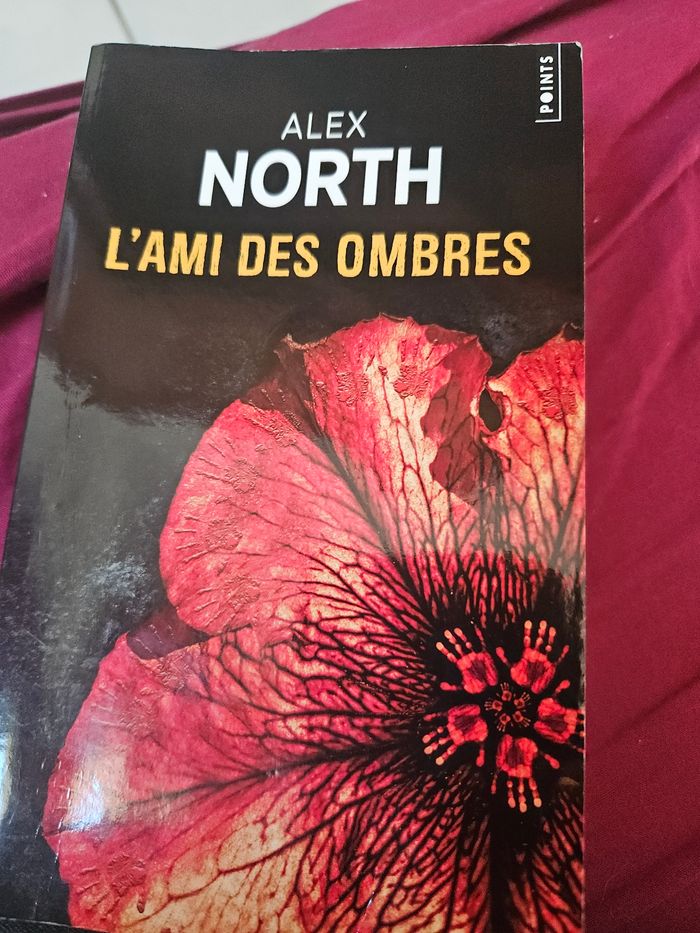 POINTS
ALEX
NORTH
L'AMI DES OMBRES